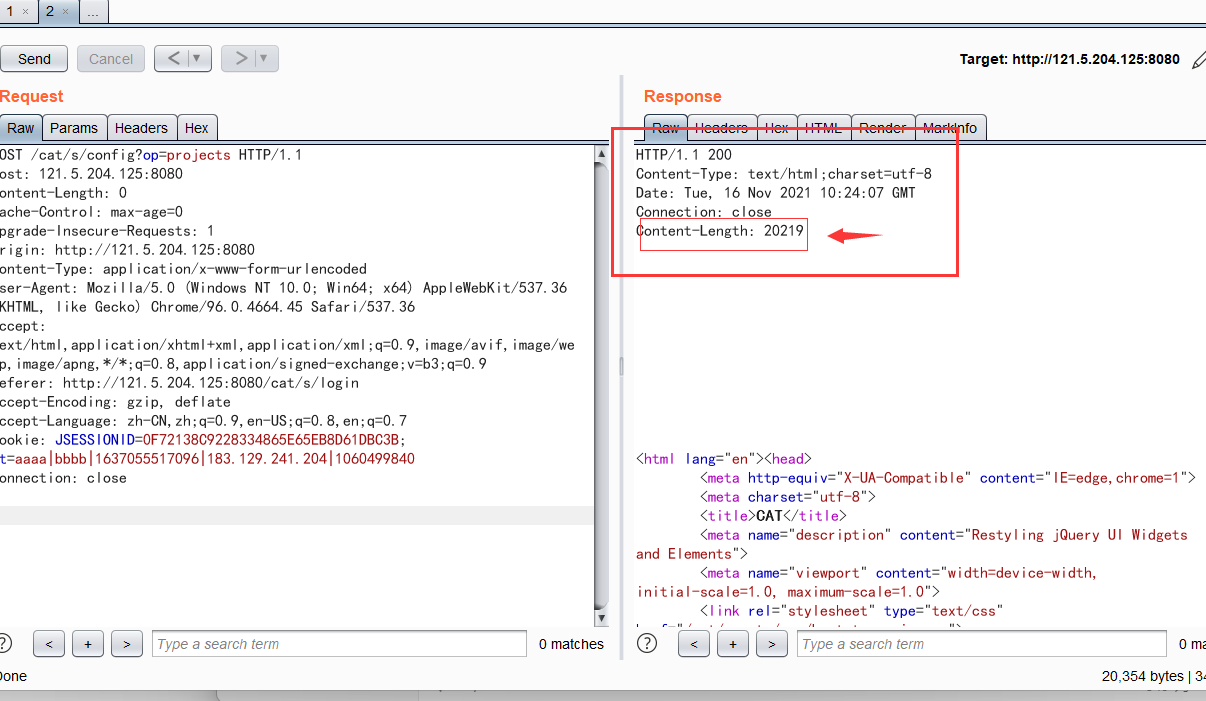 1 ×
2 ×
...
Send
Cancel
<
>
Target: http://121.5.204.125:8080
Request
Raw
Params
Headers
Hex
OST /cat/s/config?op=projects HTTP/1.1
ost: 121.5.204.125:8080
ontent-Length: 0
ache-Control: max-age=0
pgrade-Insecure-Requests: 1
rigin: http://121.5.204.125:8080
ontent-Type: application/x-www-form-urlencoded
ser-Agent: Mozilla/5.0 (Windows NT 10.0; Win64; x64) AppleWebKit/537.36
KHTML, like Gecko) Chrome/96.0.4664.45 Safari/537.36
ccept:
ext/html,application/xhtml+xml,application/xml;q=0.9,image/avif,image/we
p,image/apng,*/*;q=0.8,application/signed-exchange;v=b3;q=0.9
eferer: http://121.5.204.125:8080/cat/s/login
ccept-Encoding: gzip, deflate
ccept-Language: zh-CN,zh;q=0.9,en-US;q=0.8,en;q=0.7
ookie: JSESSIONID=0F72138C9228334865E65EB8D61DBC3B;
t=aaaa|bbbb|1637055517096|183.129.241.204|1060499840
onnection: close
? < + > Type a search term 0 matches
Done
Response
Raw
Headers
Hex
HTML
Render
MarkInfo
HTTP/1.1 200
Content-Type: text/html;charset=utf-8
Date: Tue, 16 Nov 2021 10:24:07 GMT
Connection: close
Content-Length: 20219
<html lang="en"><head>
<meta http-equiv="X-UA-Compatible" content="IE=edge,chrome=1">
<meta charset="utf-8">
<title>CAT</title>
<meta name="description" content="Restyling jQuery UI Widgets
and Elements">
<meta name="viewport" content="width=device-width,
initial-scale=1.0, maximum-scale=1.0">
<link rel="stylesheet" type="text/css"
? < + > Type a search term 0 ma
20,354 bytes | 34